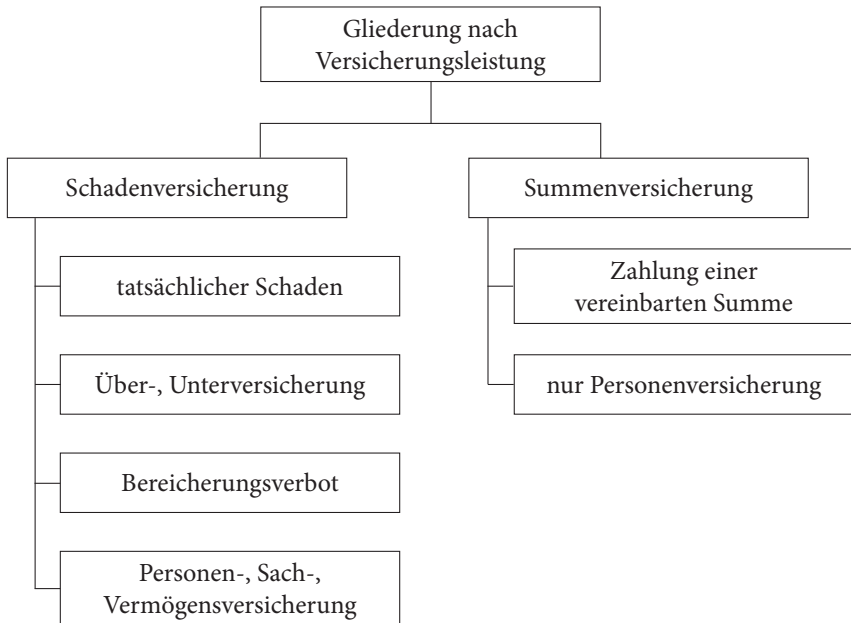 Gliederung nach
Versicherungsleistung
Schadenversicherung
Summenversicherung
tatsächlicher Schaden
Zahlung einer
vereinbarten Summe
Über-, Unterversicherung
nur Personenversicherung
Bereicherungsverbot
Personen-, Sach-,
Vermögensversicherung